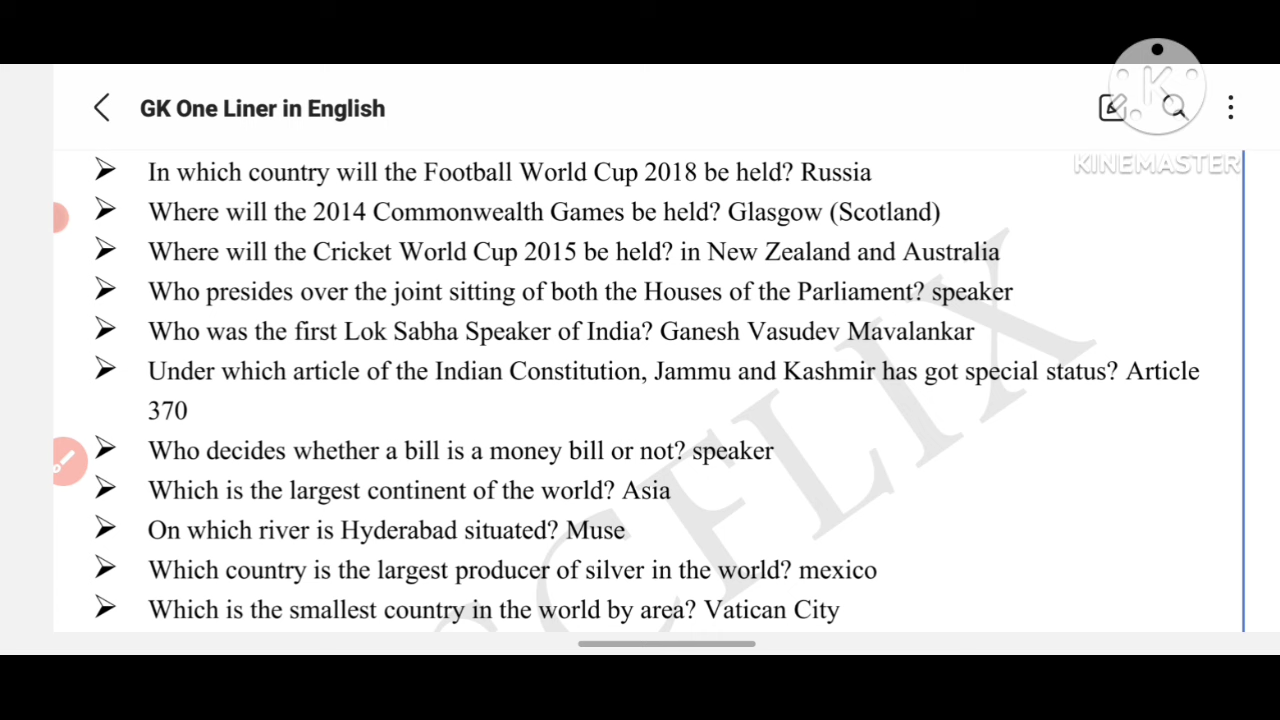 GK One Liner in English
KINEMASTER
➢ In which country will the Football World Cup 2018 be held? Russia
➢ Where will the 2014 Commonwealth Games be held? Glasgow (Scotland)
➢ Where will the Cricket World Cup 2015 be held? in New Zealand and Australia
➢ Who presides over the joint sitting of both the Houses of the Parliament? speaker
➢ Who was the first Lok Sabha Speaker of India? Ganesh Vasudev Mavalankar
➢ Under which article of the Indian Constitution, Jammu and Kashmir has got special status? Article
370
➢ Who decides whether a bill is a money bill or not? speaker
➢ Which is the largest continent of the world? Asia
➢ On which river is Hyderabad situated? Muse
➢ Which country is the largest producer of silver in the world? mexico
➢ Which is the smallest country in the world by area? Vatican City